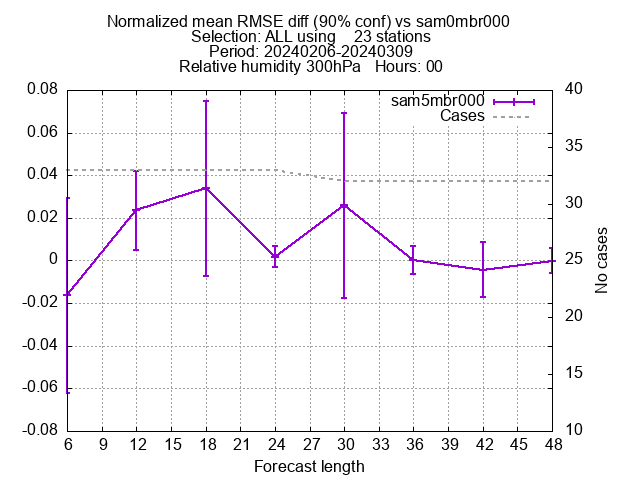 Normalized mean RMSE diff (90% conf) vs sam0mbr000
Selection: ALL using    23 stations
Period: 20240206-20240309
Relative humidity 300hPa   Hours: 00
sam5mbr000
Cases
0.08
0.06
0.04
0.02
0
-0.02
-0.04
-0.06
-0.08
40
35
30
25
20
15
10
No cases
6 9 12 15 18 21 24 27 30 33 36 39 42 45 48
Forecast length